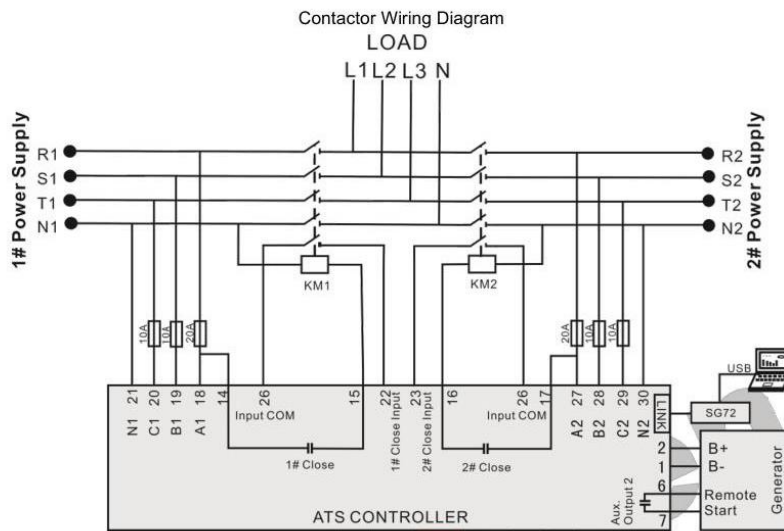 Contactor Wiring Diagram
LOAD
L1 L2 L3 N
1# Power Supply
2# Power Supply
R1
S1
T1
N1
R2
S2
T2
N2
KM1
KM2
10A
10A
20A
20A
10A
10A
21
20
19
18
14
26
15
22
23
16
26
17
27
28
29
30
N1
C1
B1
A1
Input COM
1# Close Input
2# Close Input
Input COM
A2
B2
C2
N2
LINK
1# Close
2# Close
USB
SG72
2
1
6
7
B+
B-
Remote
Start
Generator
Aux.
Output 2
ATS CONTROLLER